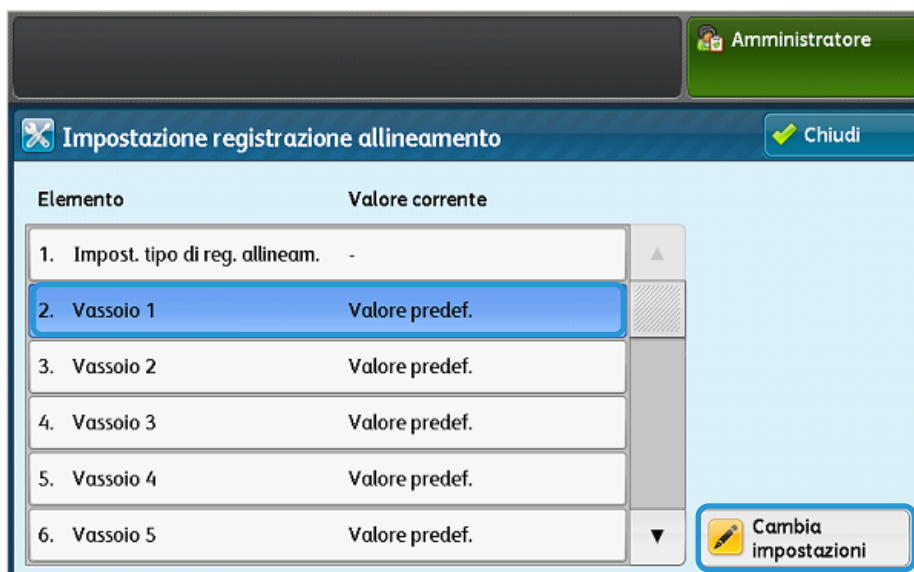 Amministratore
Impostazione registrazione allineamento
Chiudi
Elemento Valore corrente
1. Impost. tipo di reg. allineam. -
2. Vassoio 1 Valore predef.
3. Vassoio 2 Valore predef.
4. Vassoio 3 Valore predef.
5. Vassoio 4 Valore predef.
6. Vassoio 5 Valore predef.
Cambia
impostazioni